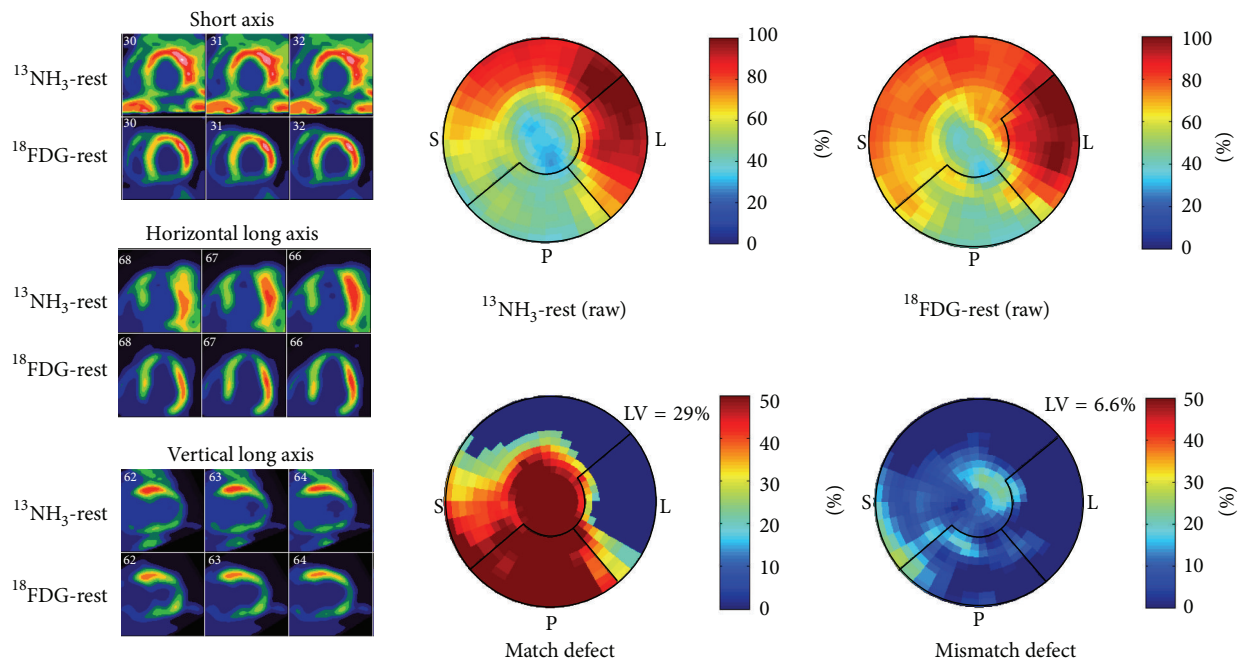 Short axis
¹³NH₃-rest
30 31 32
¹⁸FDG-rest
30 31 32
Horizontal long axis
¹³NH₃-rest
68 67 66
¹⁸FDG-rest
68 67 66
Vertical long axis
¹³NH₃-rest
62 63 64
¹⁸FDG-rest
62 63 64
S
L
P
100
80
60
40
20
0
(%)
¹³NH₃-rest (raw)
S
L
P
100
80
60
40
20
0
(%)
¹⁸FDG-rest (raw)
LV = 29%
S
L
P
50
40
30
20
10
0
(%)
Match defect
LV = 6.6%
S
L
P
50
40
30
20
10
0
(%)
Mismatch defect